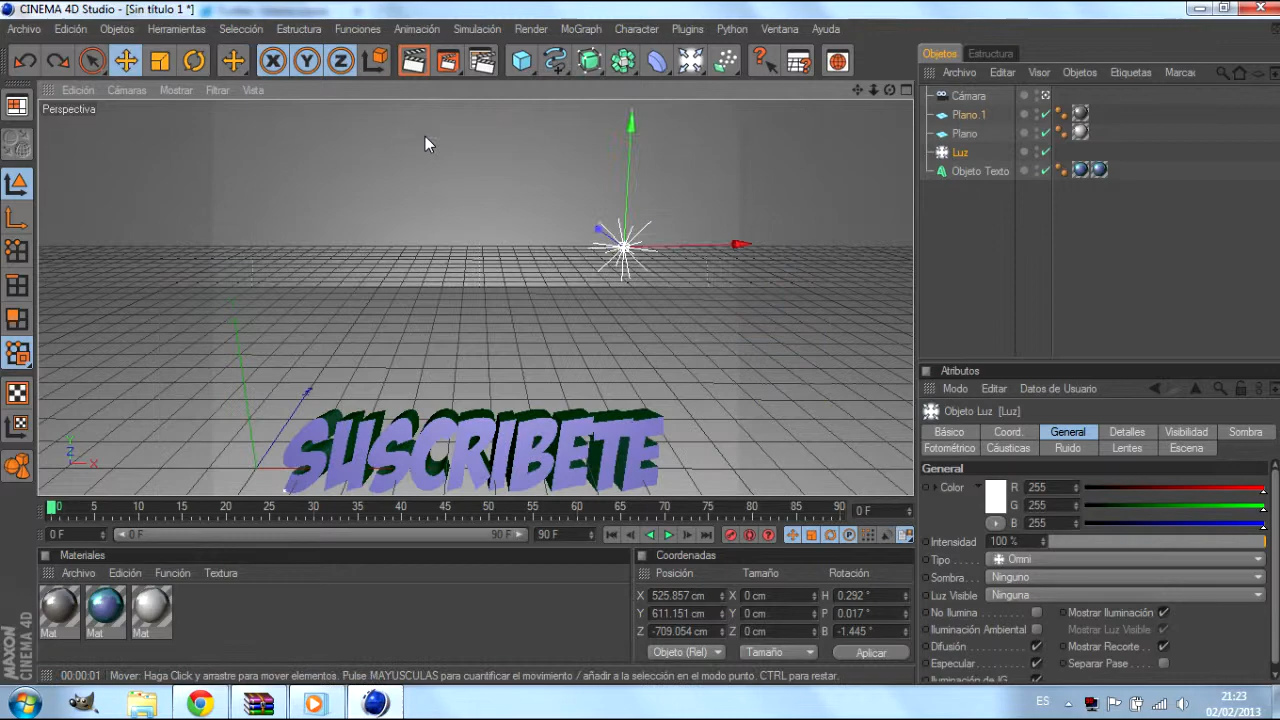 CINEMA 4D Studio - [Sin título 1 *]
Archivo Edición Objetos Herramientas Selección Estructura Funciones Animación Simulación Render MoGraph Character Plugins Python Ventana Ayuda
Edición Cámaras Mostrar Filtrar Vista
Perspectiva
SUSCRIBETE
Y
Z
X
0 5 10 15 20 25 30 35 40 45 50 55 60 65 70 75 80 85 90 0 F
0 F 0 F 90 F 90 F
Materiales
Archivo Edición Función Textura
Mat Mat Mat
MAXON
CINEMA 4D
Coordenadas
Posición Tamaño Rotación
X 525.857 cm X 0 cm H 0.292 °
Y 611.151 cm Y 0 cm P 0.017 °
Z -709.054 cm Z 0 cm B -1.445 °
Objeto (Rel) Tamaño Aplicar
00:00:01 Mover: Haga Click y arrastre para mover elementos. Pulse MAYUSCULAS para cuantificar el movimiento / añadir a la selección en el modo punto. CTRL para restar.
Objetos Estructura
Archivo Editar Visor Objetos Etiquetas Marcas
Cámara
Plano.1
Plano
Luz
Objeto Texto
Atributos
Modo Editar Datos de Usuario
Objeto Luz [Luz]
Básico Coord. General Detalles Visibilidad Sombra
Fotométrico Cáusticas Ruido Lentes Escena
General
Color R 255
G 255
B 255
Intensidad 100 %
Tipo Omni
Sombra Ninguno
Luz Visible Ninguna
No Ilumina Mostrar Iluminación
Iluminación Ambiental Mostrar Luz Visible
Difusión Mostrar Recorte
Especular Separar Pase
Iluminación de IG
ES 21:23
02/02/2013